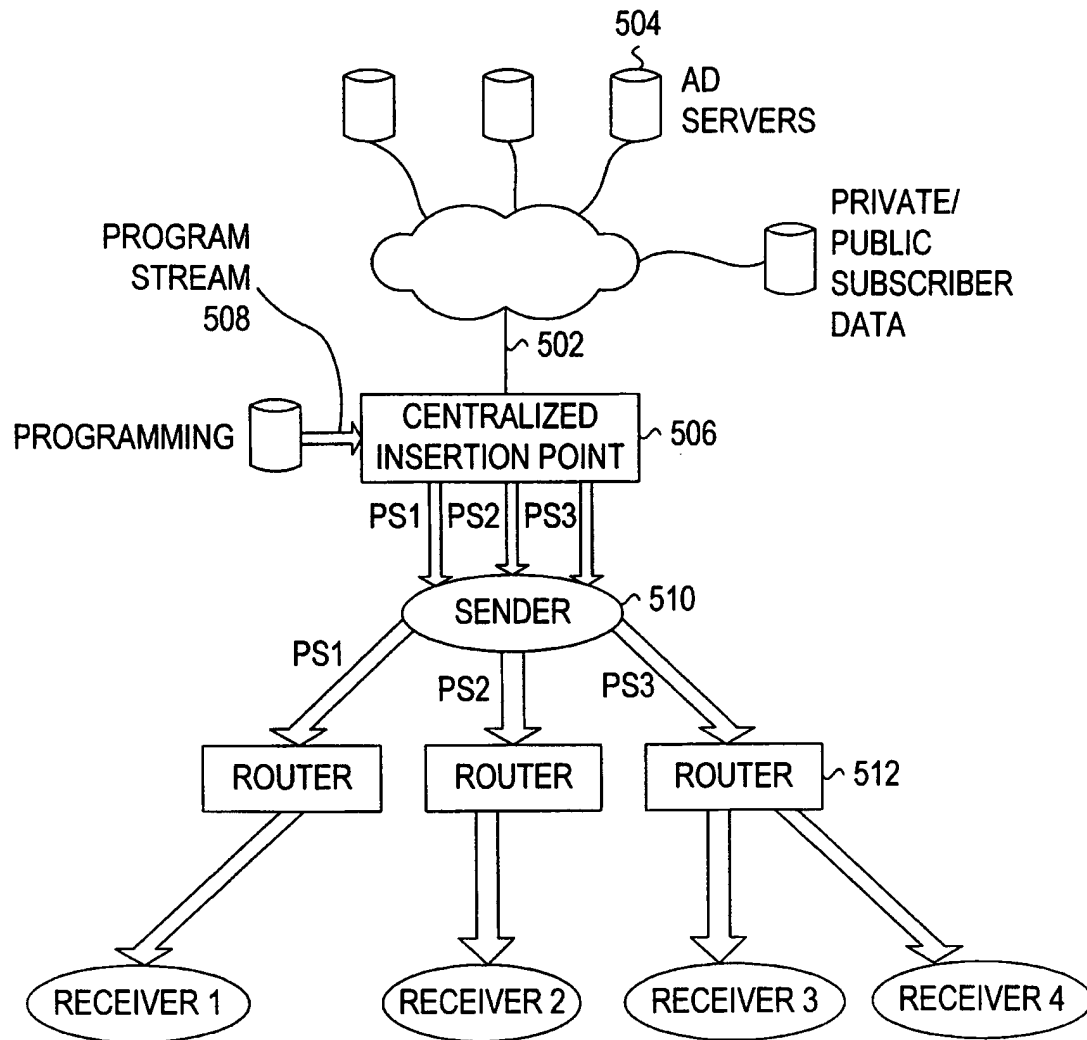 504
AD
SERVERS
PRIVATE/
PUBLIC
SUBSCRIBER
DATA
PROGRAM
STREAM
508
502
PROGRAMMING
CENTRALIZED
INSERTION POINT
506
PS1
PS2
PS3
SENDER
510
PS1
PS2
PS3
ROUTER
ROUTER
ROUTER
512
RECEIVER 1
RECEIVER 2
RECEIVER 3
RECEIVER 4